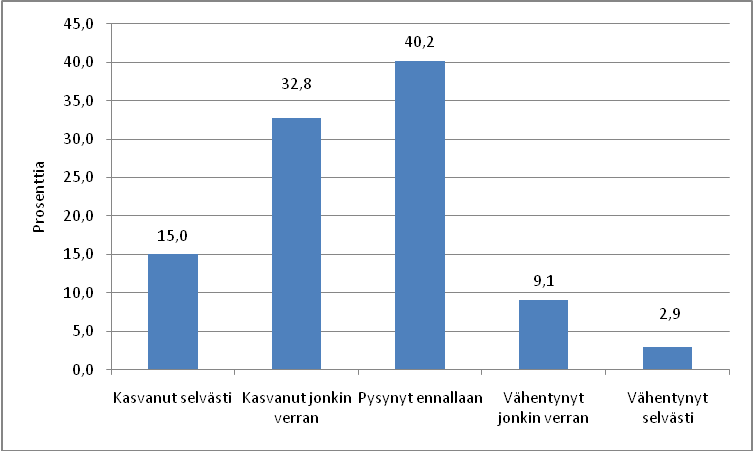 Prosenttia
45,0
40,0
35,0
30,0
25,0
20,0
15,0
10,0
5,0
0,0
15,0
32,8
40,2
9,1
2,9
Kasvanut selvästi
Kasvanut jonkin
verran
Pysynyt ennallaan
Vähentynyt
jonkin verran
Vähentynyt
selvästi